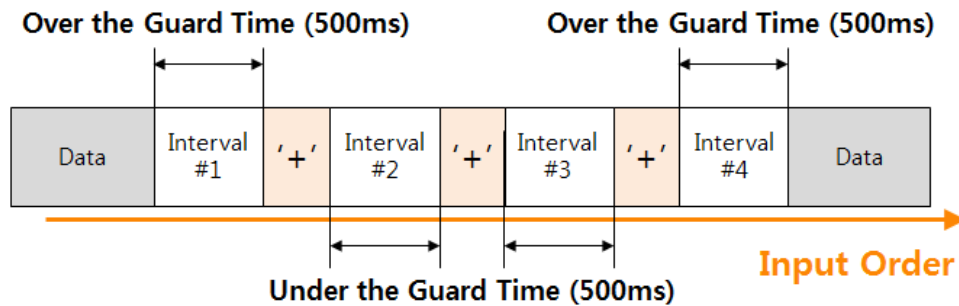 Over the Guard Time (500ms)
Over the Guard Time (500ms)
Data
Interval #1
'+'
Interval #2
'+'
Interval #3
'+'
Interval #4
Data
Under the Guard Time (500ms)
Input Order